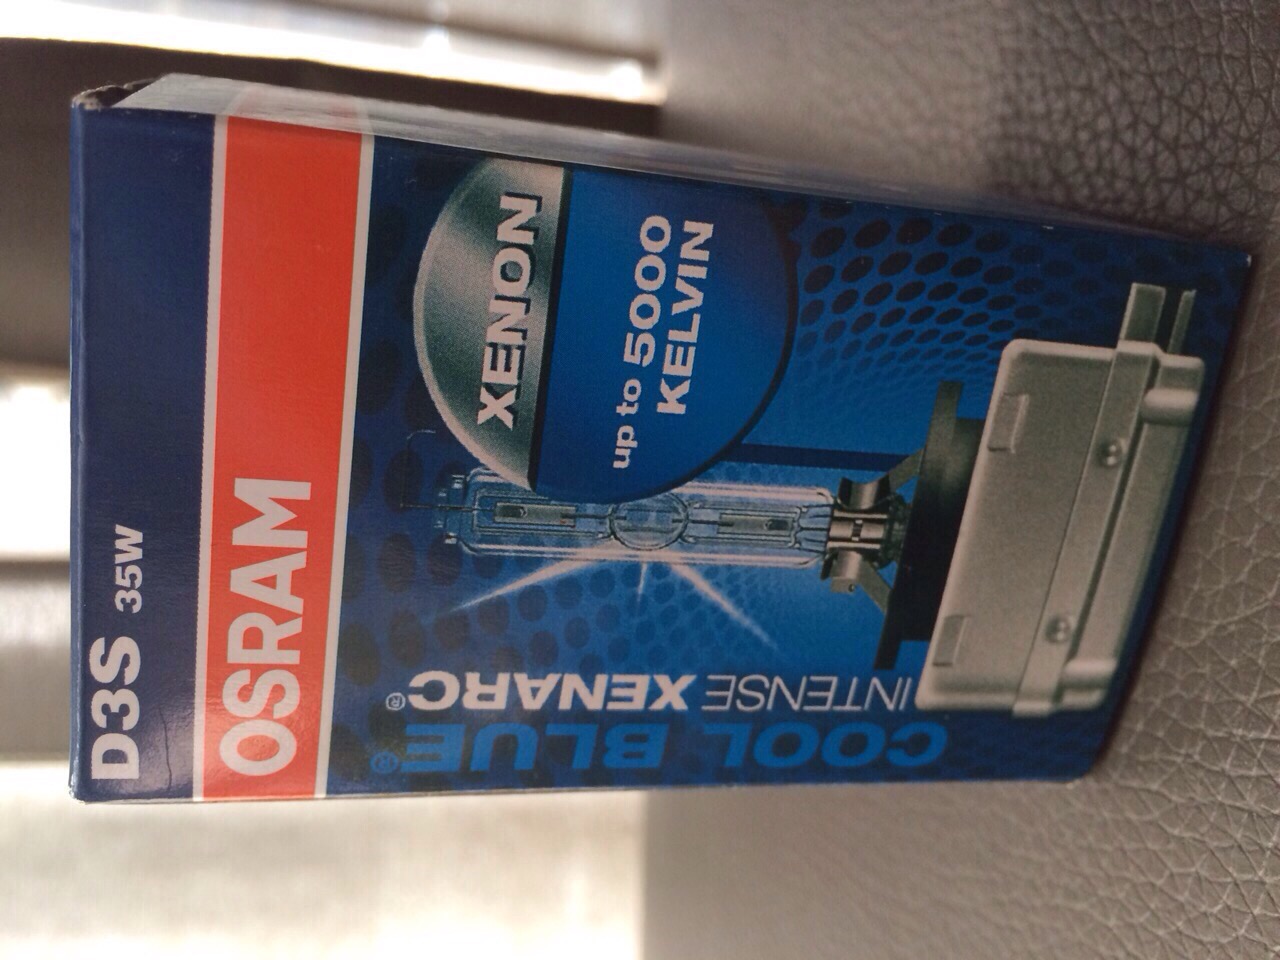 D3S 35W
OSRAM
XENON
up to 5000
KELVIN
COOL BLUE®
INTENSE XENARC®